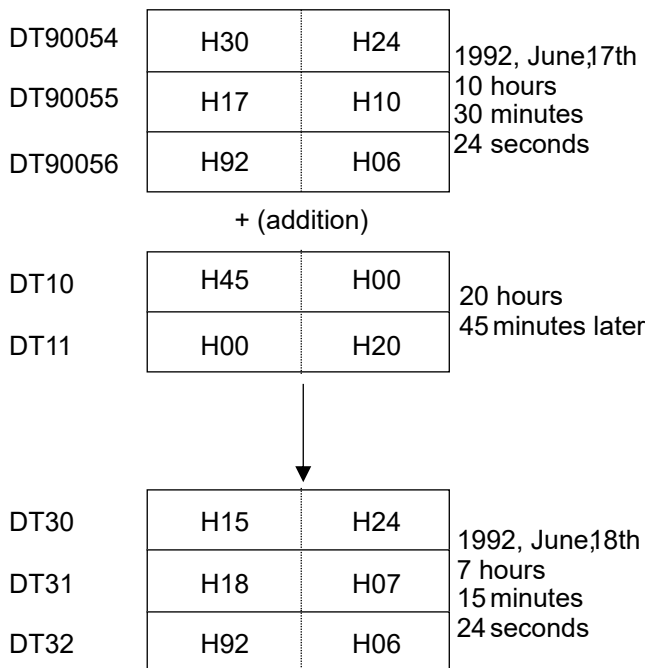 DT90054 H30 H24
1992, June,17th
DT90055 H17 H10
10 hours
30 minutes
24 seconds
DT90056 H92 H06
+ (addition)
DT10 H45 H00
20 hours
45 minutes later
DT11 H00 H20
DT30 H15 H24
1992, June,18th
DT31 H18 H07
7 hours
15 minutes
24 seconds
DT32 H92 H06